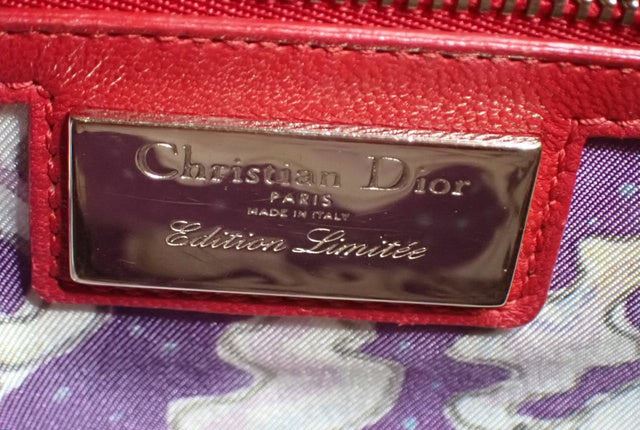 Christian Dior
PARIS
MADE IN ITALY
Edition Limitée